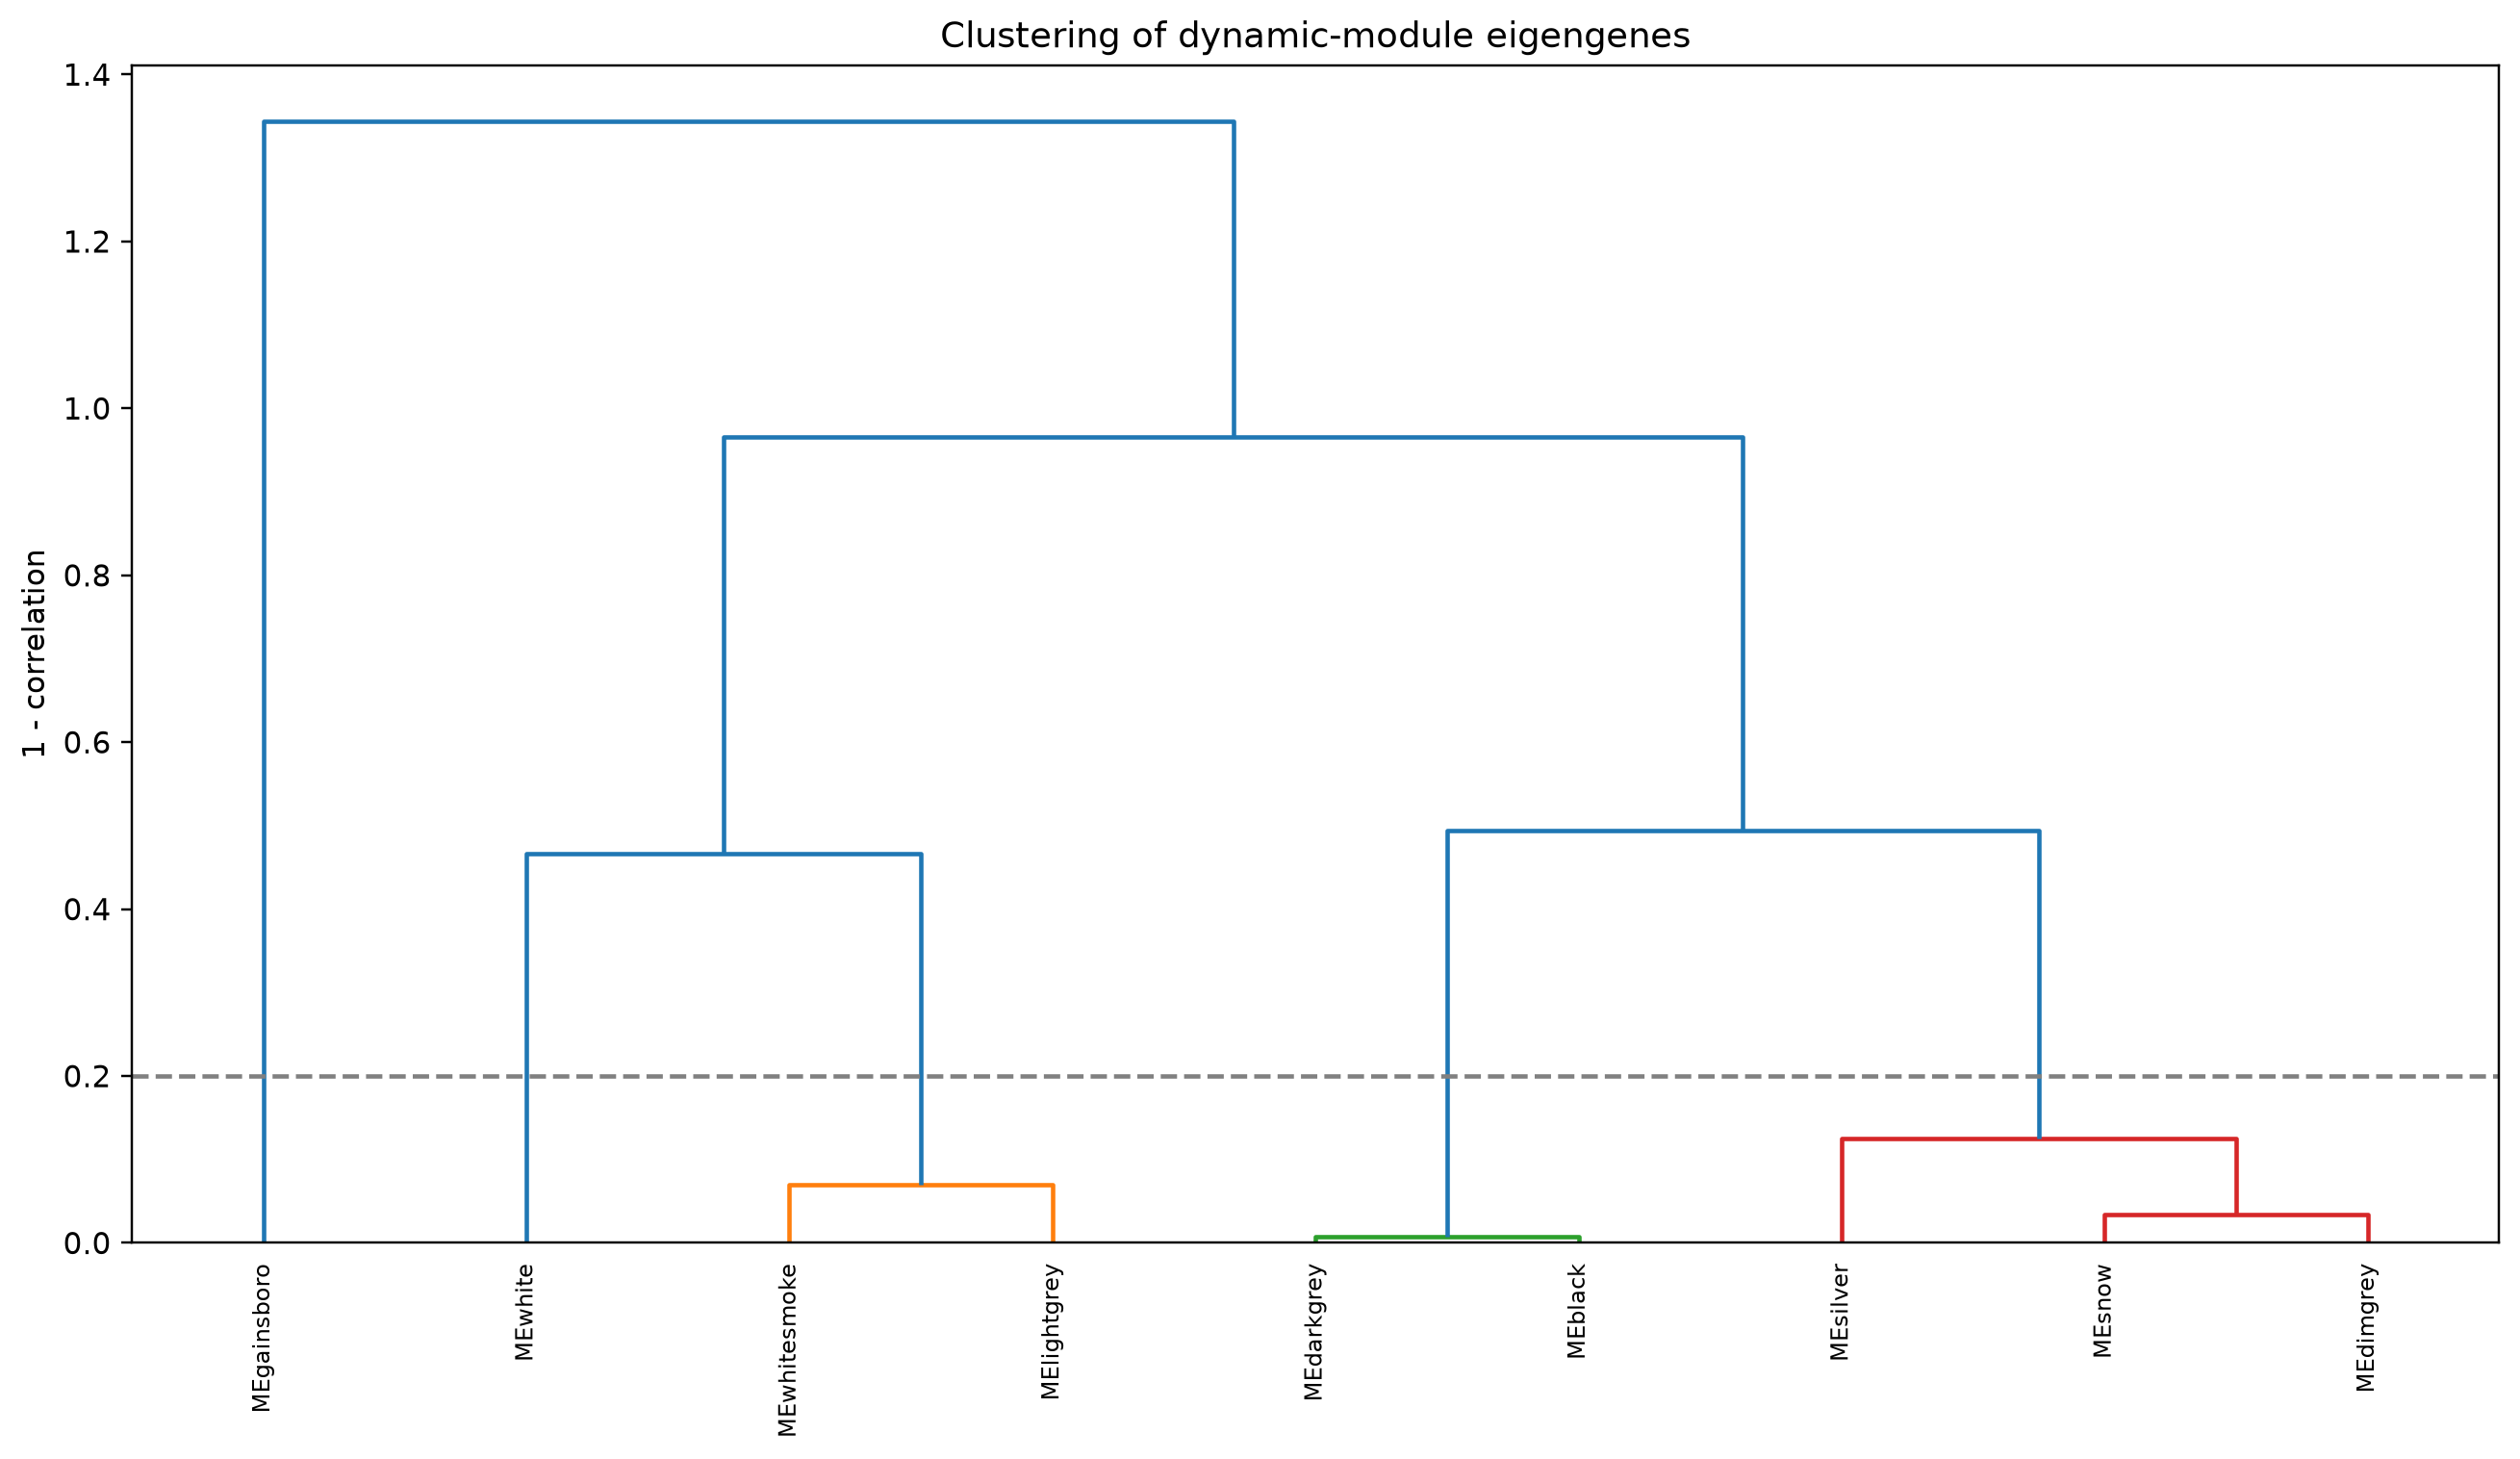 Clustering of dynamic-module eigengenes
1 - correlation
1.4
1.2
1.0
0.8
0.6
0.4
0.2
0.0
MEgainsboro
MEwhite
MEwhitesmoke
MElightgrey
MEdarkgrey
MEblack
MEsilver
MEsnow
MEdimgrey